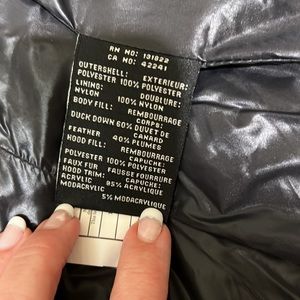 RN NO: 131822
CA NO: 42241
OUTERSHELL: EXTERIEUR:
POLYESTER 100% POLYESTER
LINING: DOUBLURE:
NYLON 100% NYLON
BODY FILL: REMBOURRAGE
CORPS:
DUCK DOWN 60% DUVET DE
CANARD
FEATHER 40% PLUMES
HOOD FILL: REMBOURRAGE
CAPUCHE:
POLYESTER 100% POLYESTER
FAUX FUR FAUSSE FOURRURE
HOOD TRIM: CAPUCHE:
ACRYLIC 95% ACRYLIQUE
MODACRYLIC
5% MODACRYLIC